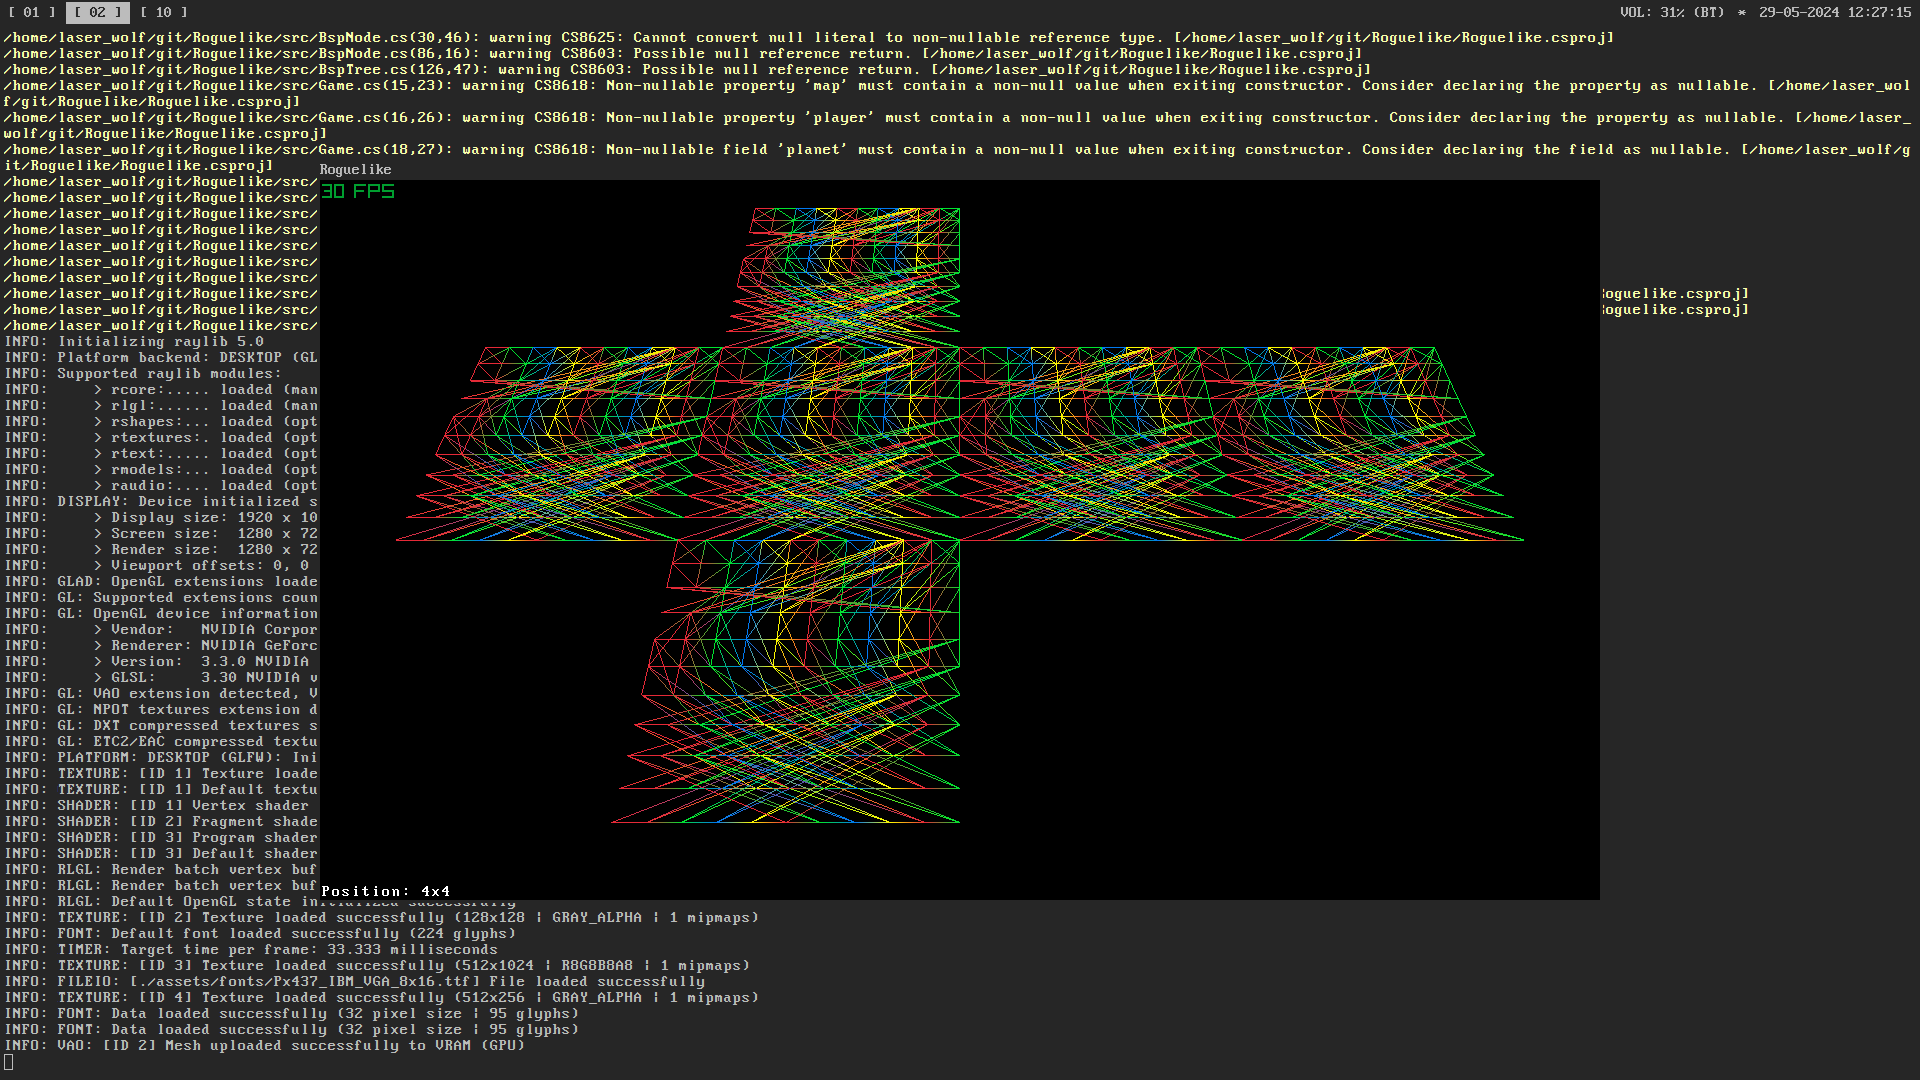 [ 01 ] [ 02 ] [ 10 ] VOL: 31% (BT) * 29-05-2024 12:27:15
/home/laser_wolf/git/Roguelike/src/BspNode.cs(30,46): warning CS8625: Cannot convert null literal to non-nullable reference type. [/home/laser_wolf/git/Roguelike/Roguelike.csproj]
/home/laser_wolf/git/Roguelike/src/BspNode.cs(86,16): warning CS8603: Possible null reference return. [/home/laser_wolf/git/Roguelike/Roguelike.csproj]
/home/laser_wolf/git/Roguelike/src/BspTree.cs(126,47): warning CS8603: Possible null reference return. [/home/laser_wolf/git/Roguelike/Roguelike.csproj]
/home/laser_wolf/git/Roguelike/src/Game.cs(15,23): warning CS8618: Non-nullable property 'map' must contain a non-null value when exiting constructor. Consider declaring the property as nullable. [/home/laser_wol
f/git/Roguelike/Roguelike.csproj]
/home/laser_wolf/git/Roguelike/src/Game.cs(16,26): warning CS8618: Non-nullable property 'player' must contain a non-null value when exiting constructor. Consider declaring the property as nullable. [/home/laser_
wolf/git/Roguelike/Roguelike.csproj]
/home/laser_wolf/git/Roguelike/src/Game.cs(18,27): warning CS8618: Non-nullable field 'planet' must contain a non-null value when exiting constructor. Consider declaring the field as nullable. [/home/laser_wolf/g
it/Roguelike/Roguelike.csproj]
Roguelike
30 FPS
/home/laser_wolf/git/Roguelike/src/
/home/laser_wolf/git/Roguelike/src/
/home/laser_wolf/git/Roguelike/src/
/home/laser_wolf/git/Roguelike/src/
/home/laser_wolf/git/Roguelike/src/
/home/laser_wolf/git/Roguelike/src/
/home/laser_wolf/git/Roguelike/src/
/home/laser_wolf/git/Roguelike/src/ Roguelike.csproj]
/home/laser_wolf/git/Roguelike/src/ Roguelike.csproj]
/home/laser_wolf/git/Roguelike/src/
INFO: Initializing raylib 5.0
INFO: Platform backend: DESKTOP (GL
INFO: Supported raylib modules:
INFO:     > rcore:..... loaded (man
INFO:     > rlgl:...... loaded (man
INFO:     > rshapes:... loaded (opt
INFO:     > rtextures:. loaded (opt
INFO:     > rtext:..... loaded (opt
INFO:     > rmodels:... loaded (opt
INFO:     > raudio:.... loaded (opt
INFO: DISPLAY: Device initialized s
INFO:     > Display size: 1920 x 10
INFO:     > Screen size:  1280 x 72
INFO:     > Render size:  1280 x 72
INFO:     > Viewport offsets: 0, 0
INFO: GLAD: OpenGL extensions loade
INFO: GL: Supported extensions coun
INFO: GL: OpenGL device information
INFO:     > Vendor:   NVIDIA Corpor
INFO:     > Renderer: NVIDIA GeForc
INFO:     > Version:  3.3.0 NVIDIA
INFO:     > GLSL:     3.30 NVIDIA v
INFO: GL: VAO extension detected, V
INFO: GL: NPOT textures extension d
INFO: GL: DXT compressed textures s
INFO: GL: ETC2/EAC compressed textu
INFO: PLATFORM: DESKTOP (GLFW): Ini
INFO: TEXTURE: [ID 1] Texture loade
INFO: TEXTURE: [ID 1] Default textu
INFO: SHADER: [ID 1] Vertex shader
INFO: SHADER: [ID 2] Fragment shade
INFO: SHADER: [ID 3] Program shader
INFO: SHADER: [ID 3] Default shader
INFO: RLGL: Render batch vertex buf
INFO: RLGL: Render batch vertex buf
Position: 4x4
INFO: RLGL: Default OpenGL state initialized successfully
INFO: TEXTURE: [ID 2] Texture loaded successfully (128x128 | GRAY_ALPHA | 1 mipmaps)
INFO: FONT: Default font loaded successfully (224 glyphs)
INFO: TIMER: Target time per frame: 33.333 milliseconds
INFO: TEXTURE: [ID 3] Texture loaded successfully (512x1024 | R8G8B8A8 | 1 mipmaps)
INFO: FILEIO: [./assets/fonts/Px437_IBM_VGA_8x16.ttf] File loaded successfully
INFO: TEXTURE: [ID 4] Texture loaded successfully (512x256 | GRAY_ALPHA | 1 mipmaps)
INFO: FONT: Data loaded successfully (32 pixel size | 95 glyphs)
INFO: FONT: Data loaded successfully (32 pixel size | 95 glyphs)
INFO: VAO: [ID 2] Mesh uploaded successfully to VRAM (GPU)